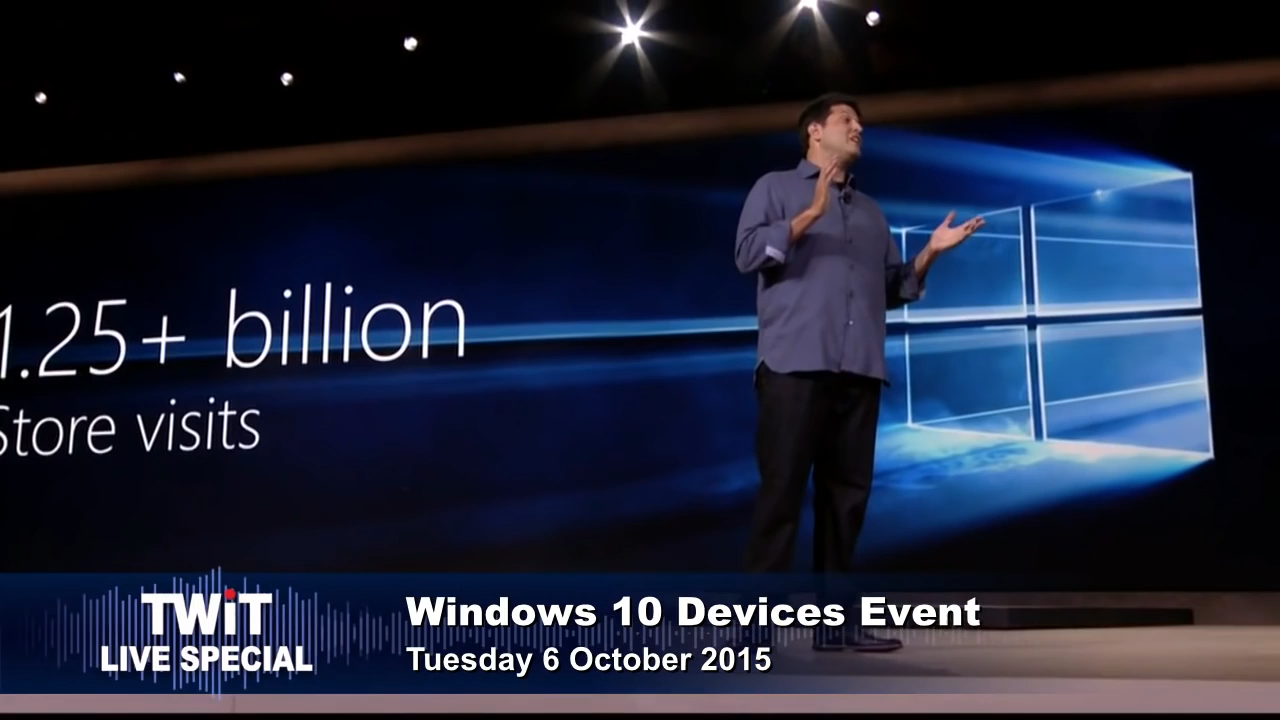 1.25+ billion
Store visits
TWiT
LIVE SPECIAL
Windows 10 Devices Event
Tuesday 6 October 2015